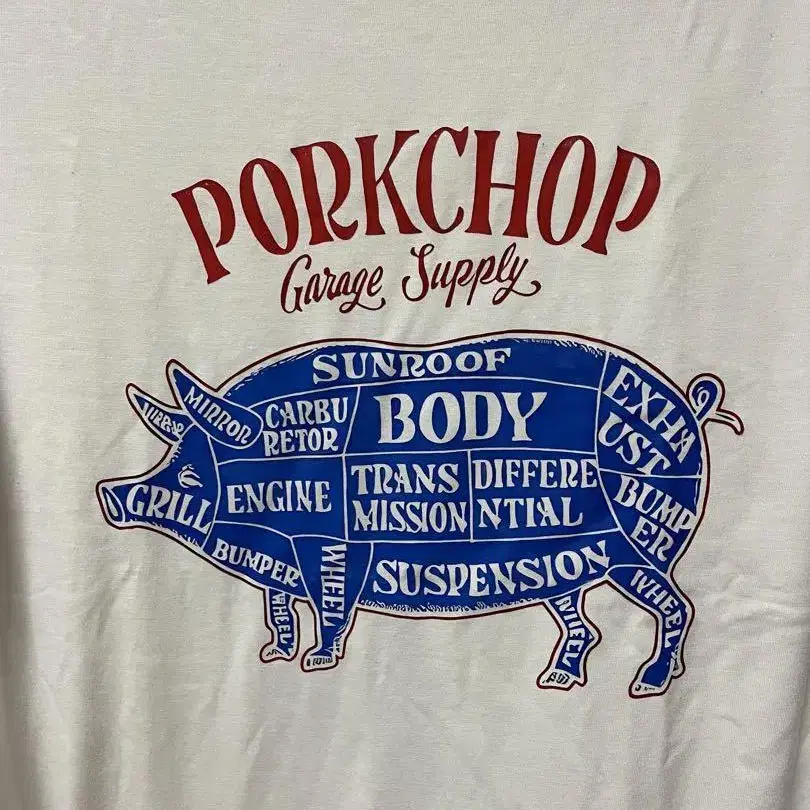 PORKCHOP
Garage Supply
SUNROOF
MIRROR
MIRROR
CARBU
RETOR
BODY
EXHA
UST
GRILL
ENGINE
TRANS
MISSION
DIFFERE
NTIAL
BUMP
ER
BUMPER
WHEEL
WHEEL
SUSPENSION
WHEEL
WHEEL